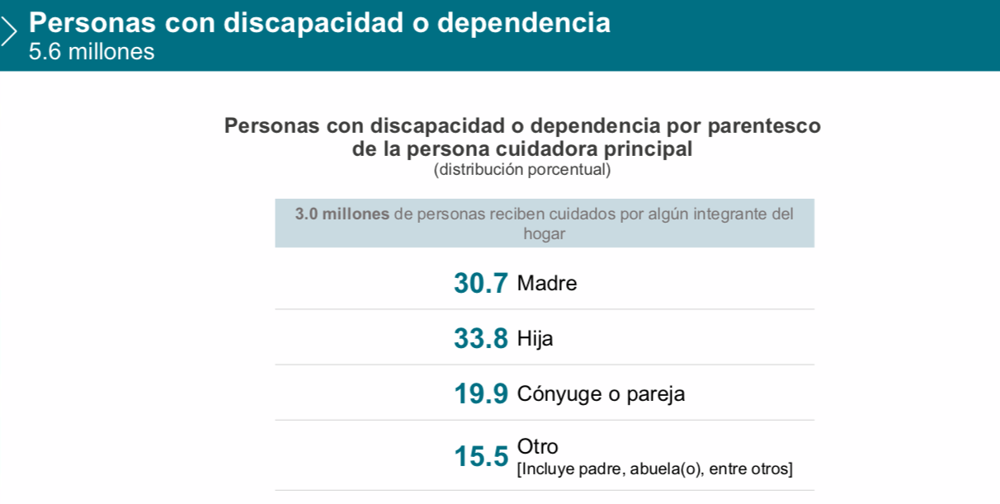 Personas con discapacidad o dependencia
5.6 millones
Personas con discapacidad o dependencia por parentesco
de la persona cuidadora principal
(distribución porcentual)
3.0 millones de personas reciben cuidados por algún integrante del
hogar
30.7 Madre
33.8 Hija
19.9 Cónyuge o pareja
15.5 Otro
[Incluye padre, abuela(o), entre otros]